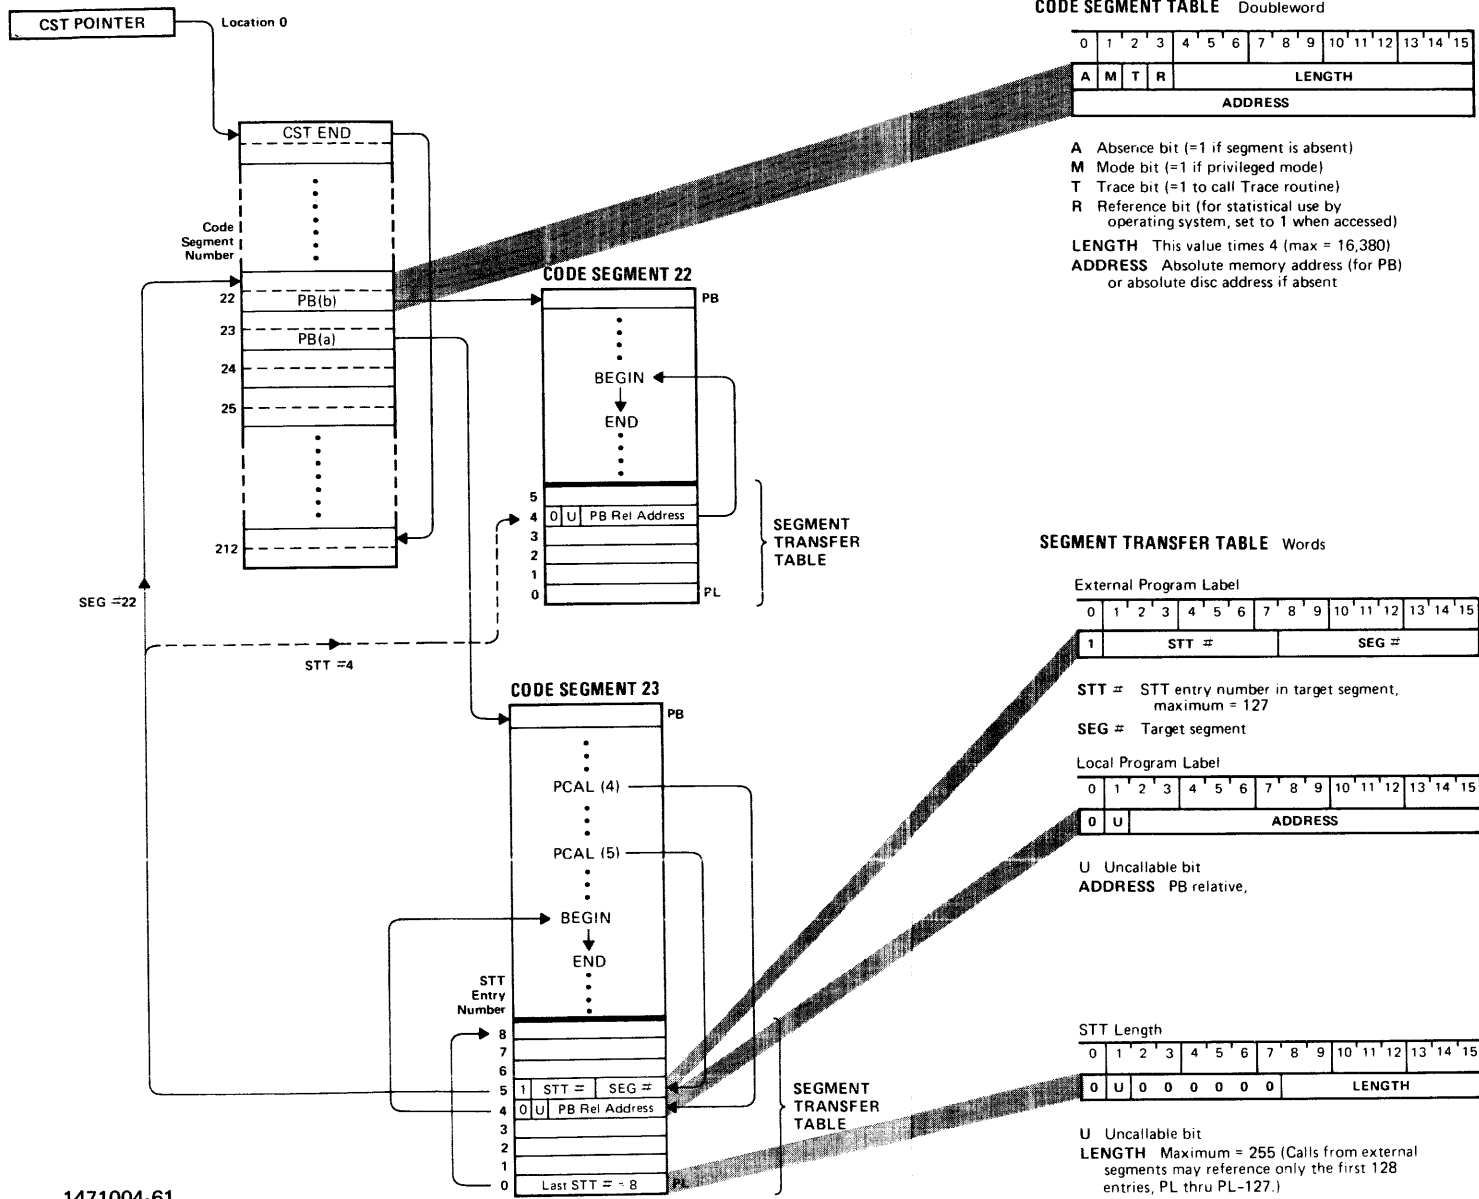 CST POINTER
Location 0
CST END
Code
Segment
Number
22
PB(b)
23
PB(a)
24
25
212
SEG =22
STT =4
CODE SEGMENT 22
PB
BEGIN
END
5
4 0 U PB Rel Address
3
2
1
0
PL
SEGMENT
TRANSFER
TABLE
CODE SEGMENT 23
PB
PCAL (4)
PCAL (5)
BEGIN
END
STT
Entry
Number
8
7
6
5 1 STT # SEG #
4 0 U PB Rel Address
3
2
1
0 Last STT # = 8
PL
SEGMENT
TRANSFER
TABLE
CODE SEGMENT TABLE Doubleword
0 1 2 3 4 5 6 7 8 9 10 11 12 13 14 15
A M T R LENGTH
ADDRESS
A Absence bit (=1 if segment is absent)
M Mode bit (=1 if privileged mode)
T Trace bit (=1 to call Trace routine)
R Reference bit (for statistical use by
operating system, set to 1 when accessed)
LENGTH This value times 4 (max = 16,380)
ADDRESS Absolute memory address (for PB)
or absolute disc address if absent
SEGMENT TRANSFER TABLE Words
External Program Label
0 1 2 3 4 5 6 7 8 9 10 11 12 13 14 15
1 STT # SEG #
STT # STT entry number in target segment,
maximum = 127
SEG # Target segment
Local Program Label
0 1 2 3 4 5 6 7 8 9 10 11 12 13 14 15
0 U ADDRESS
U Uncallable bit
ADDRESS PB relative,
STT Length
0 1 2 3 4 5 6 7 8 9 10 11 12 13 14 15
0 U 0 0 0 0 0 0 LENGTH
U Uncallable bit
LENGTH Maximum = 255 (Calls from external
segments may reference only the first 128
entries, PL thru PL-127.)
1471004-61